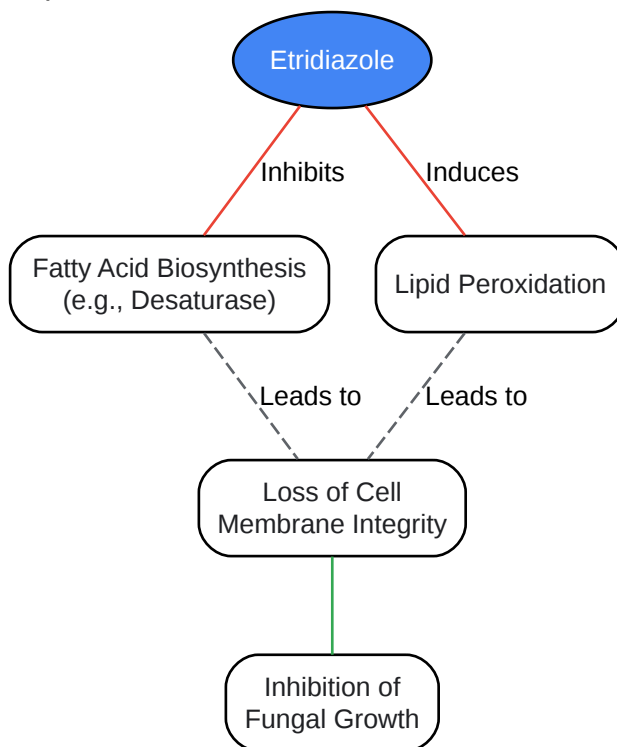 Etridiazole
Inhibits
Induces
Fatty Acid Biosynthesis
(e.g., Desaturase)
Lipid Peroxidation
Leads to
Leads to
Loss of Cell
Membrane Integrity
Inhibition of
Fungal Growth